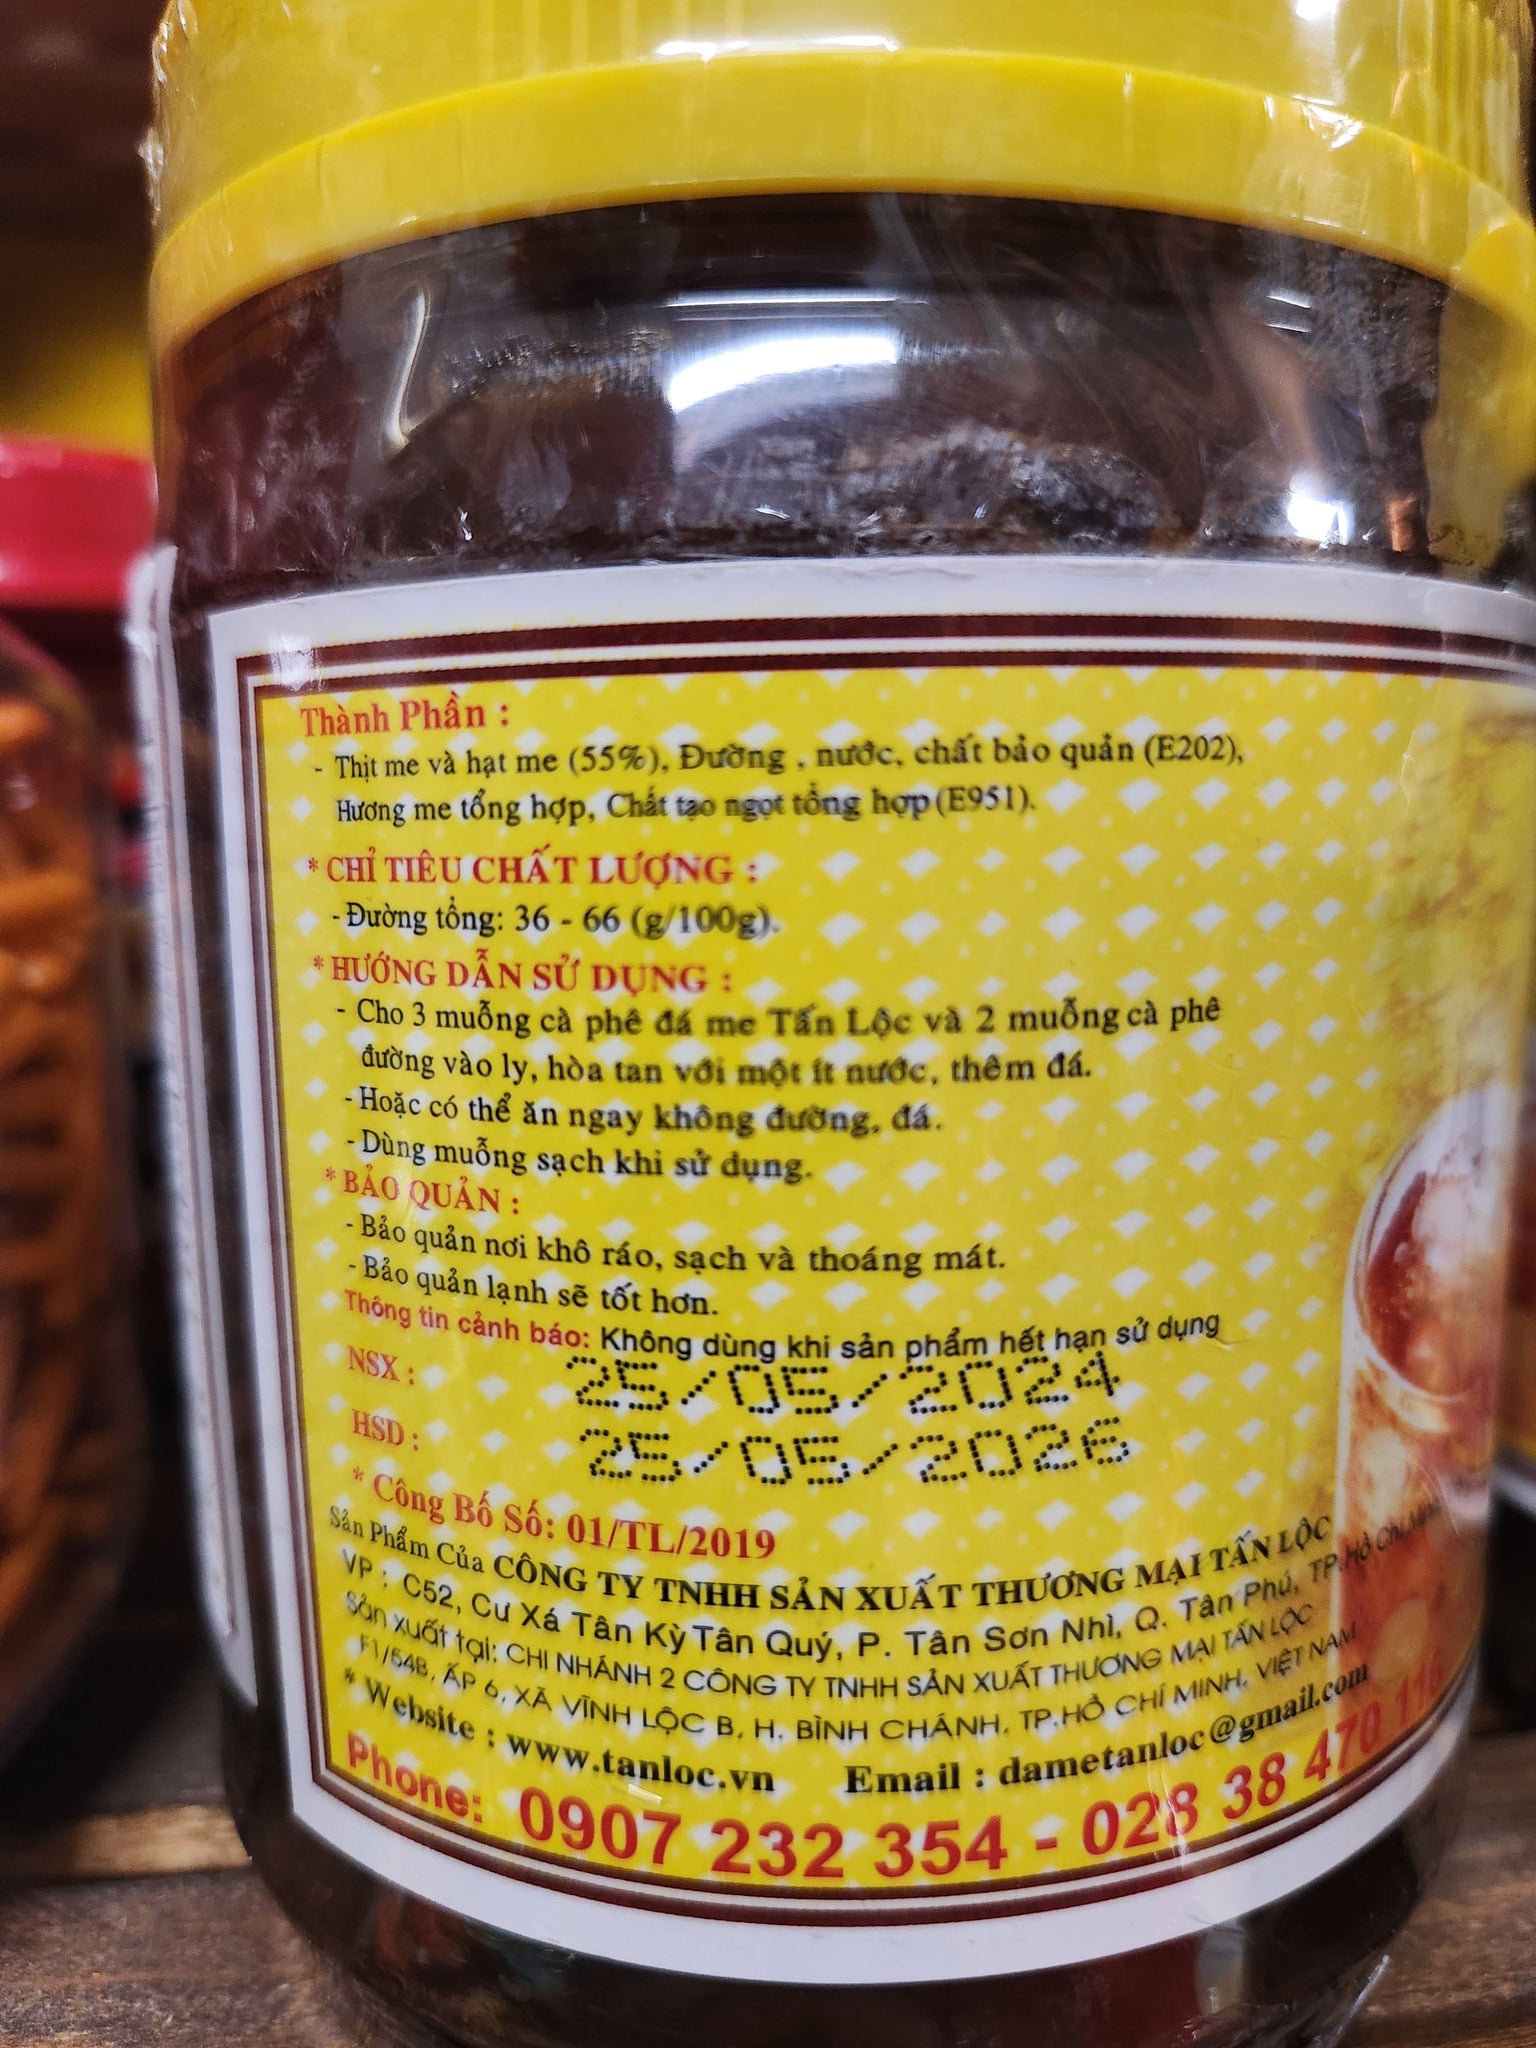 Thành Phần :
- Thịt me và hạt me (55%), Đường , nước, chất bảo quản (E202),
Hương me tổng hợp, Chất tạo ngọt tổng hợp(E951).
* CHỈ TIÊU CHẤT LƯỢNG :
- Đường tổng: 36 - 66 (g/100g).
* HƯỚNG DẪN SỬ DỤNG :
- Cho 3 muỗng cà phê đá me Tấn Lộc và 2 muỗng cà phê
đường vào ly, hòa tan với một ít nước, thêm đá.
- Hoặc có thể ăn ngay không đường, đá.
- Dùng muỗng sạch khi sử dụng.
* BẢO QUẢN :
- Bảo quản nơi khô ráo, sạch và thoáng mát.
- Bảo quản lạnh sẽ tốt hơn.
Thông tin cảnh báo: Không dùng khi sản phẩm hết hạn sử dụng
NSX : 25/05/2024
HSD : 25/05/2026
* Công Bố Số: 01/TL/2019
Sản Phẩm Của CÔNG TY TNHH SẢN XUẤT THƯƠNG MẠI TẤN LỘC
VP : C52, Cư Xá Tân Kỳ Tân Quý, P. Tân Sơn Nhì, Q. Tân Phú, TP.Hồ Chí Minh
Sản xuất tại: CHI NHÁNH 2 CÔNG TY TNHH SẢN XUẤT THƯƠNG MẠI TẤN LỘC
F1/54B, ẤP 6, XÃ VĨNH LỘC B, H. BÌNH CHÁNH, TP.HỒ CHÍ MINH, VIỆT NAM
* Website : www.tanloc.vn Email : dametanloc@gmail.com
Phone: 0907 232 354 - 028 38 470 116